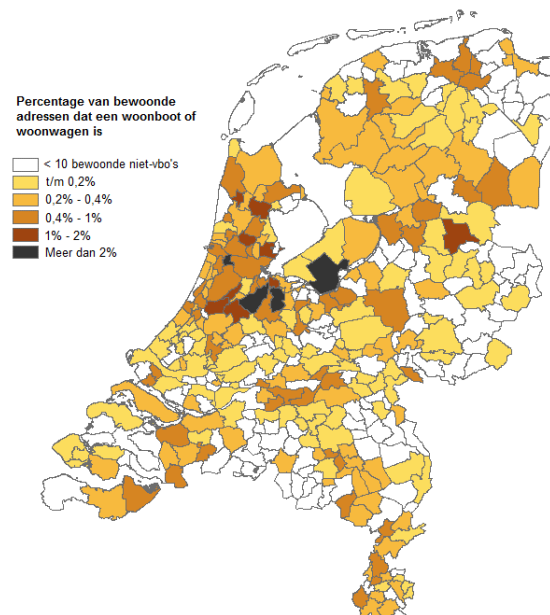 Percentage van bewoonde
adressen dat een woonboot of
woonwagen is
< 10 bewoonde niet-vbo's
t/m 0,2%
0,2% - 0,4%
0,4% - 1%
1% - 2%
Meer dan 2%